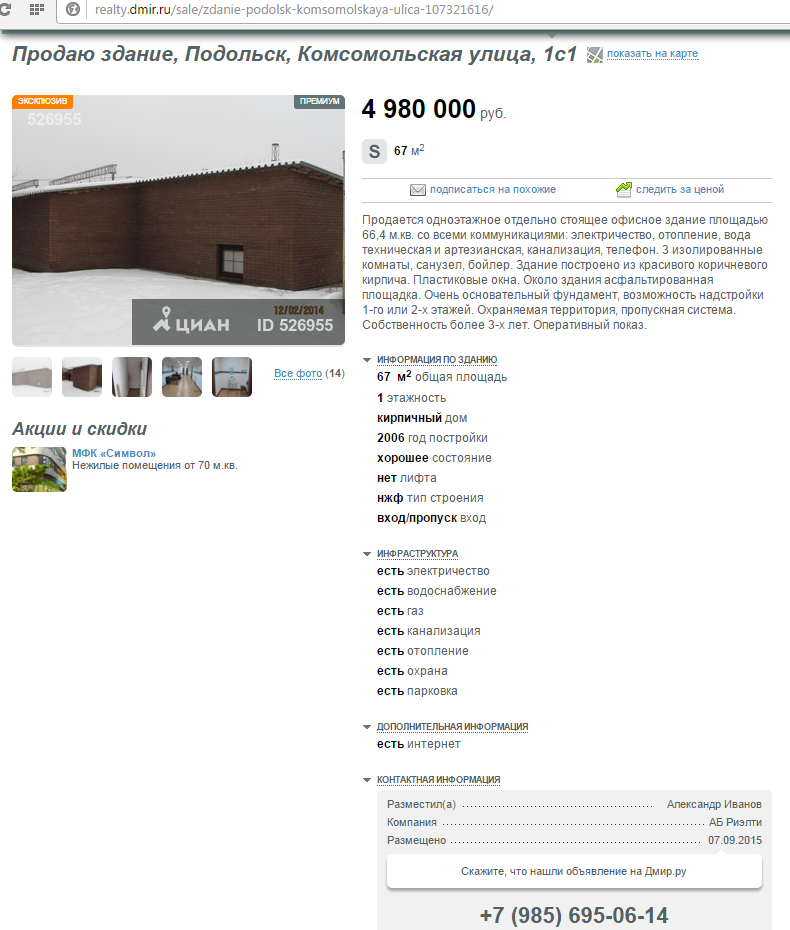 realty.dmir.ru/sale/zdanie-podolsk-komsomolskaya-ulica-107321616/
Продаю здание, Подольск, Комсомольская улица, 1с1 показать на карте
ЭКСКЛЮЗИВ
ПРЕМИУМ
526955
12/02/2014
ЦИАН ID 526955
Все фото (14)
Акции и скидки
МФК «Символ»
Нежилые помещения от 70 м.кв.
4 980 000 руб.
S 67 м2
подписаться на похожие следить за ценой
Продается одноэтажное отдельно стоящее офисное здание площадью
66,4 м.кв. со всеми коммуникациями: электричество, отопление, вода
техническая и артезианская, канализация, телефон. 3 изолированные
комнаты, санузел, бойлер. Здание построено из красивого коричневого
кирпича. Пластиковые окна. Около здания асфальтированная
площадка. Очень основательный фундамент, возможность надстройки
1-го или 2-х этажей. Охраняемая территория, пропускная система.
Собственность более 3-х лет. Оперативный показ.
ИНФОРМАЦИЯ ПО ЗДАНИЮ
67 м2 общая площадь
1 этажность
кирпичный дом
2006 год постройки
хорошее состояние
нет лифта
нжф тип строения
вход/пропуск вход
ИНФРАСТРУКТУРА
есть электричество
есть водоснабжение
есть газ
есть канализация
есть отопление
есть охрана
есть парковка
ДОПОЛНИТЕЛЬНАЯ ИНФОРМАЦИЯ
есть интернет
КОНТАКТНАЯ ИНФОРМАЦИЯ
Разместил(а) Александр Иванов
Компания АБ Риэлти
Размещено 07.09.2015
Скажите, что нашли объявление на Дмир.ру
+7 (985) 695-06-14